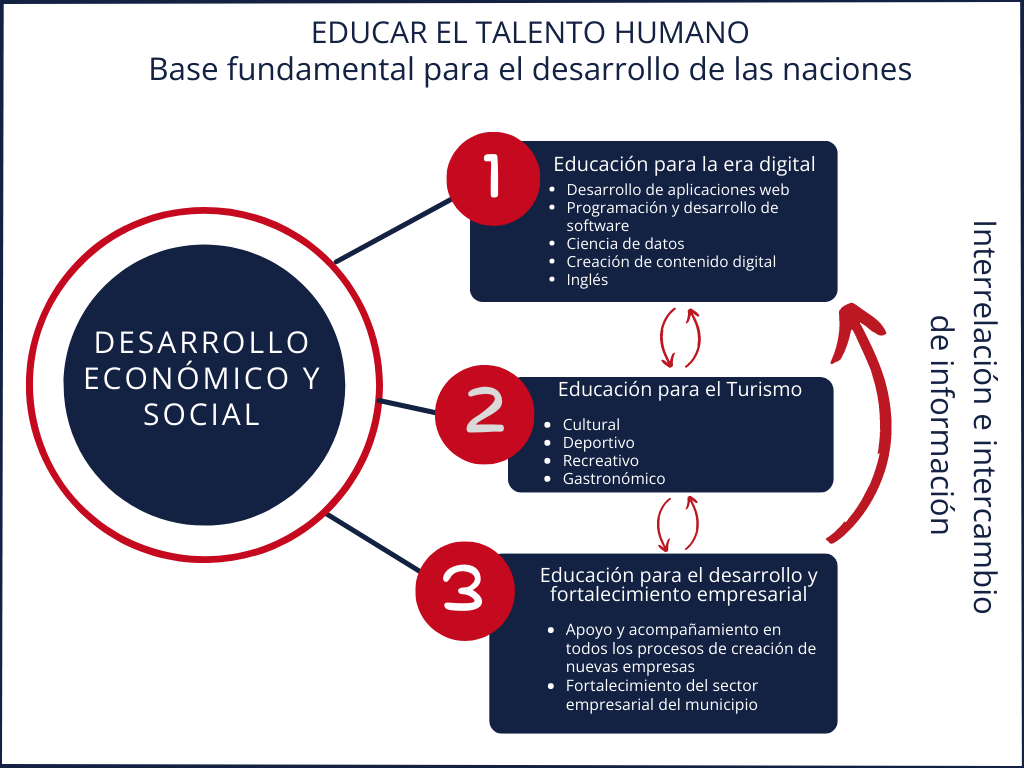 EDUCAR EL TALENTO HUMANO
Base fundamental para el desarrollo de las naciones
DESARROLLO
ECONÓMICO Y
SOCIAL
1
Educación para la era digital
• Desarrollo de aplicaciones web
• Programación y desarrollo de
software
• Ciencia de datos
• Creación de contenido digital
• Inglés
2
Educación para el Turismo
• Cultural
• Deportivo
• Recreativo
• Gastronómico
3
Educación para el desarrollo y
fortalecimiento empresarial
• Apoyo y acompañamiento en
todos los procesos de creación de
nuevas empresas
• Fortalecimiento del sector
empresarial del municipio
Interrelación e intercambio
de información